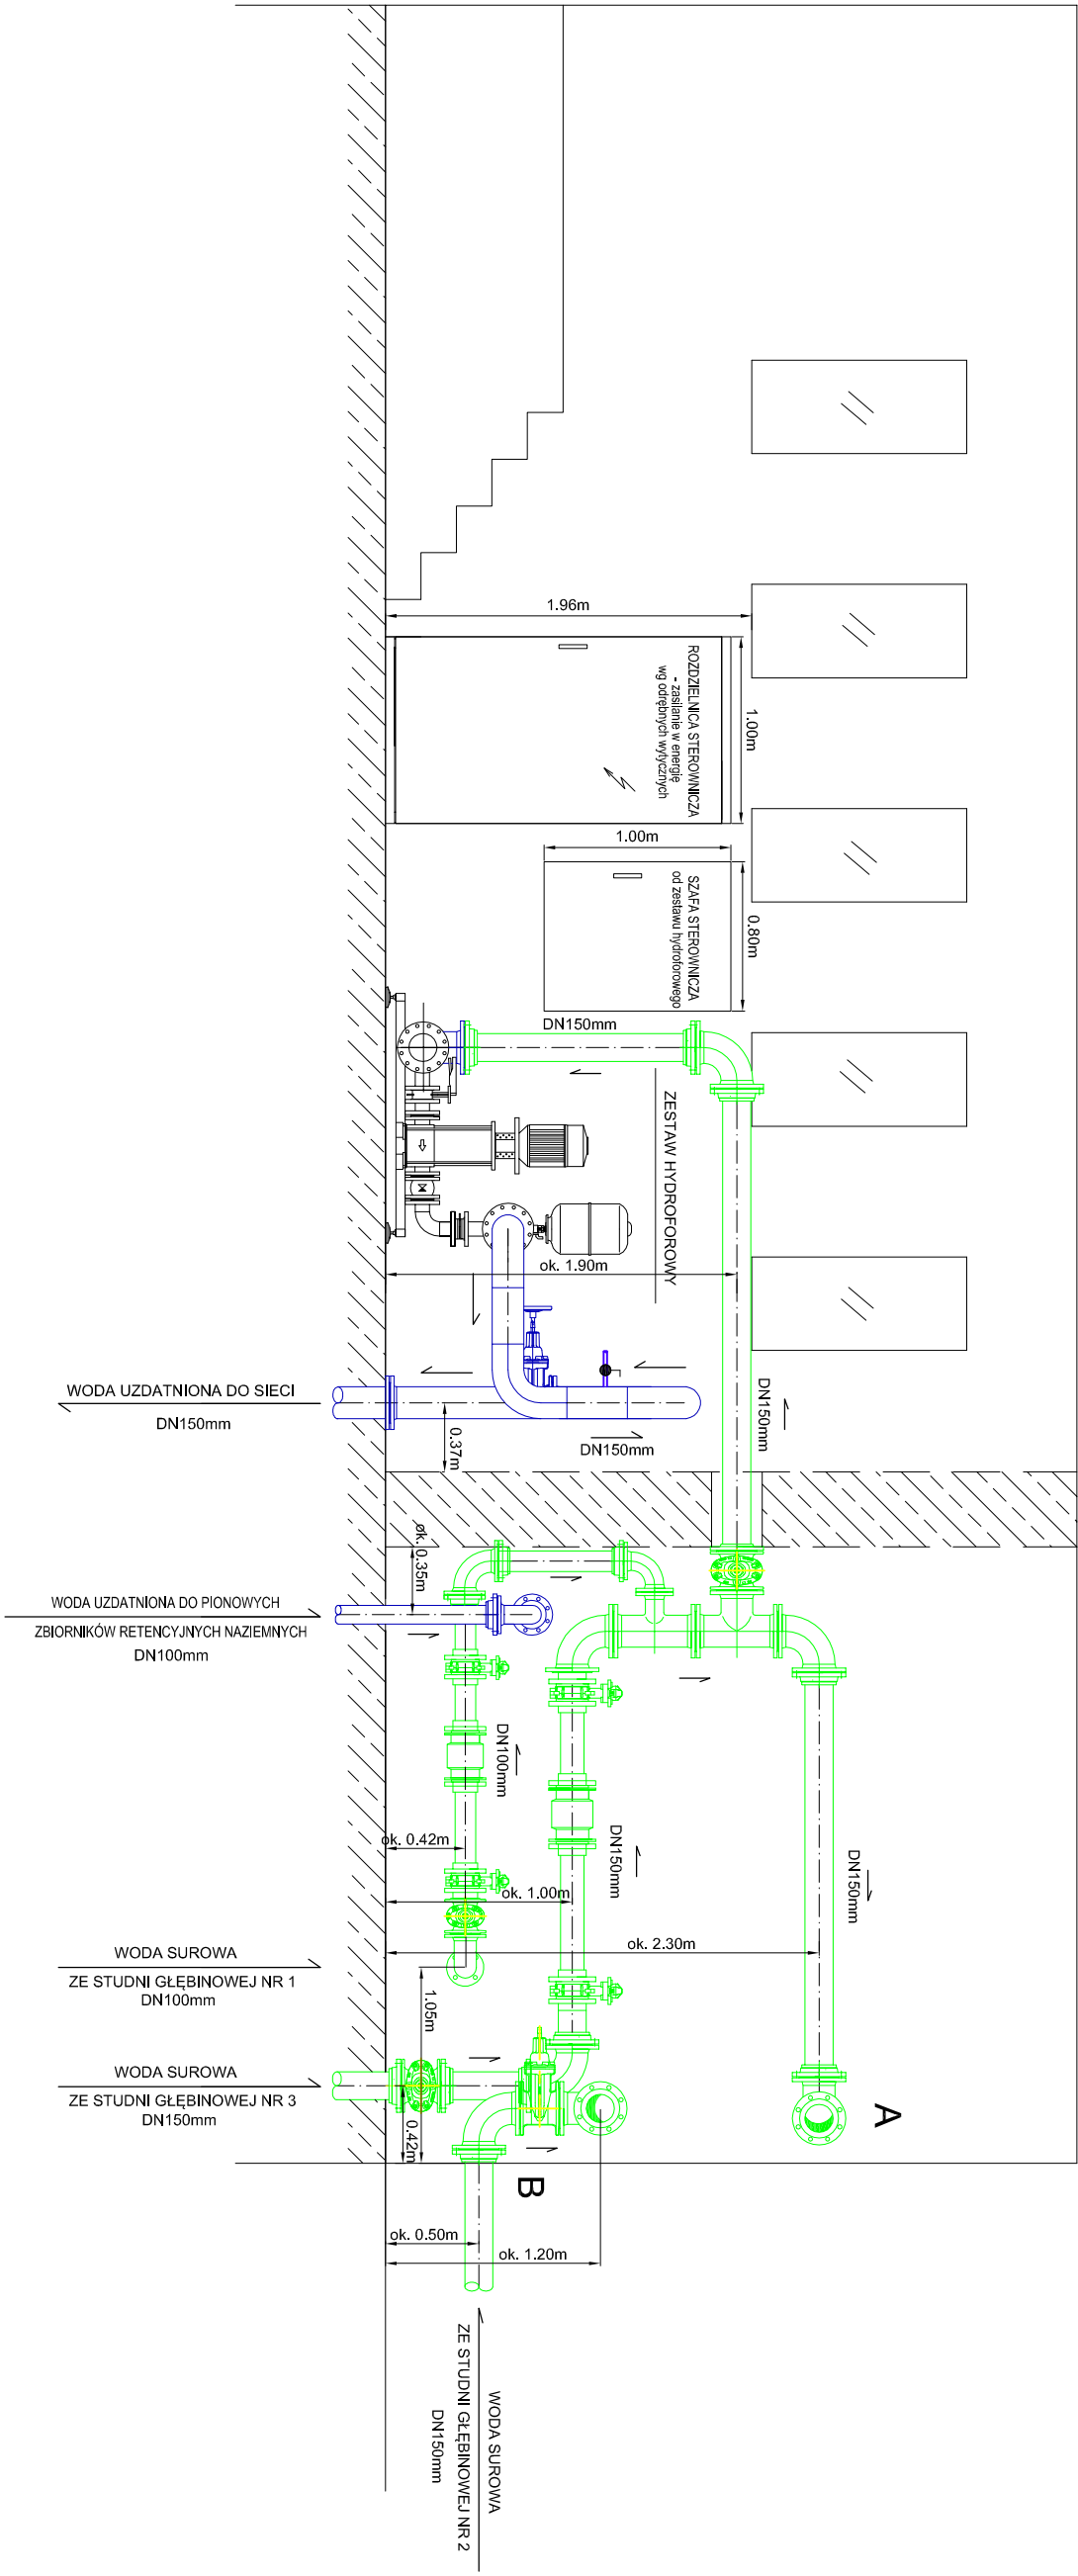 1.96m
ROZDZIELNICA STEROWNICZA
- zasilanie w energię
wg odrębnych wytycznych
1.00m
1.00m
SZAFA STEROWNICZA
od zestawu hydroforowego
0.80m
DN150mm
ZESTAW HYDROFOROWY
ok. 1.90m
WODA UZDATNIONA DO SIECI
DN150mm
0.37m
DN150mm
DN150mm
ok. 0.35m
WODA UZDATNIONA DO PIONOWYCH
ZBIORNIKÓW RETENCYJNYCH NAZIEMNYCH
DN100mm
DN100mm
ok. 0.42m
DN150mm
ok. 1.00m
DN150mm
ok. 2.30m
WODA SUROWA
ZE STUDNI GŁĘBINOWEJ NR 1
DN100mm
1.05m
WODA SUROWA
ZE STUDNI GŁĘBINOWEJ NR 3
DN150mm
0.42m
A
B
ok. 0.50m
ok. 1.20m
WODA SUROWA
ZE STUDNI GŁĘBINOWEJ NR 2
DN150mm